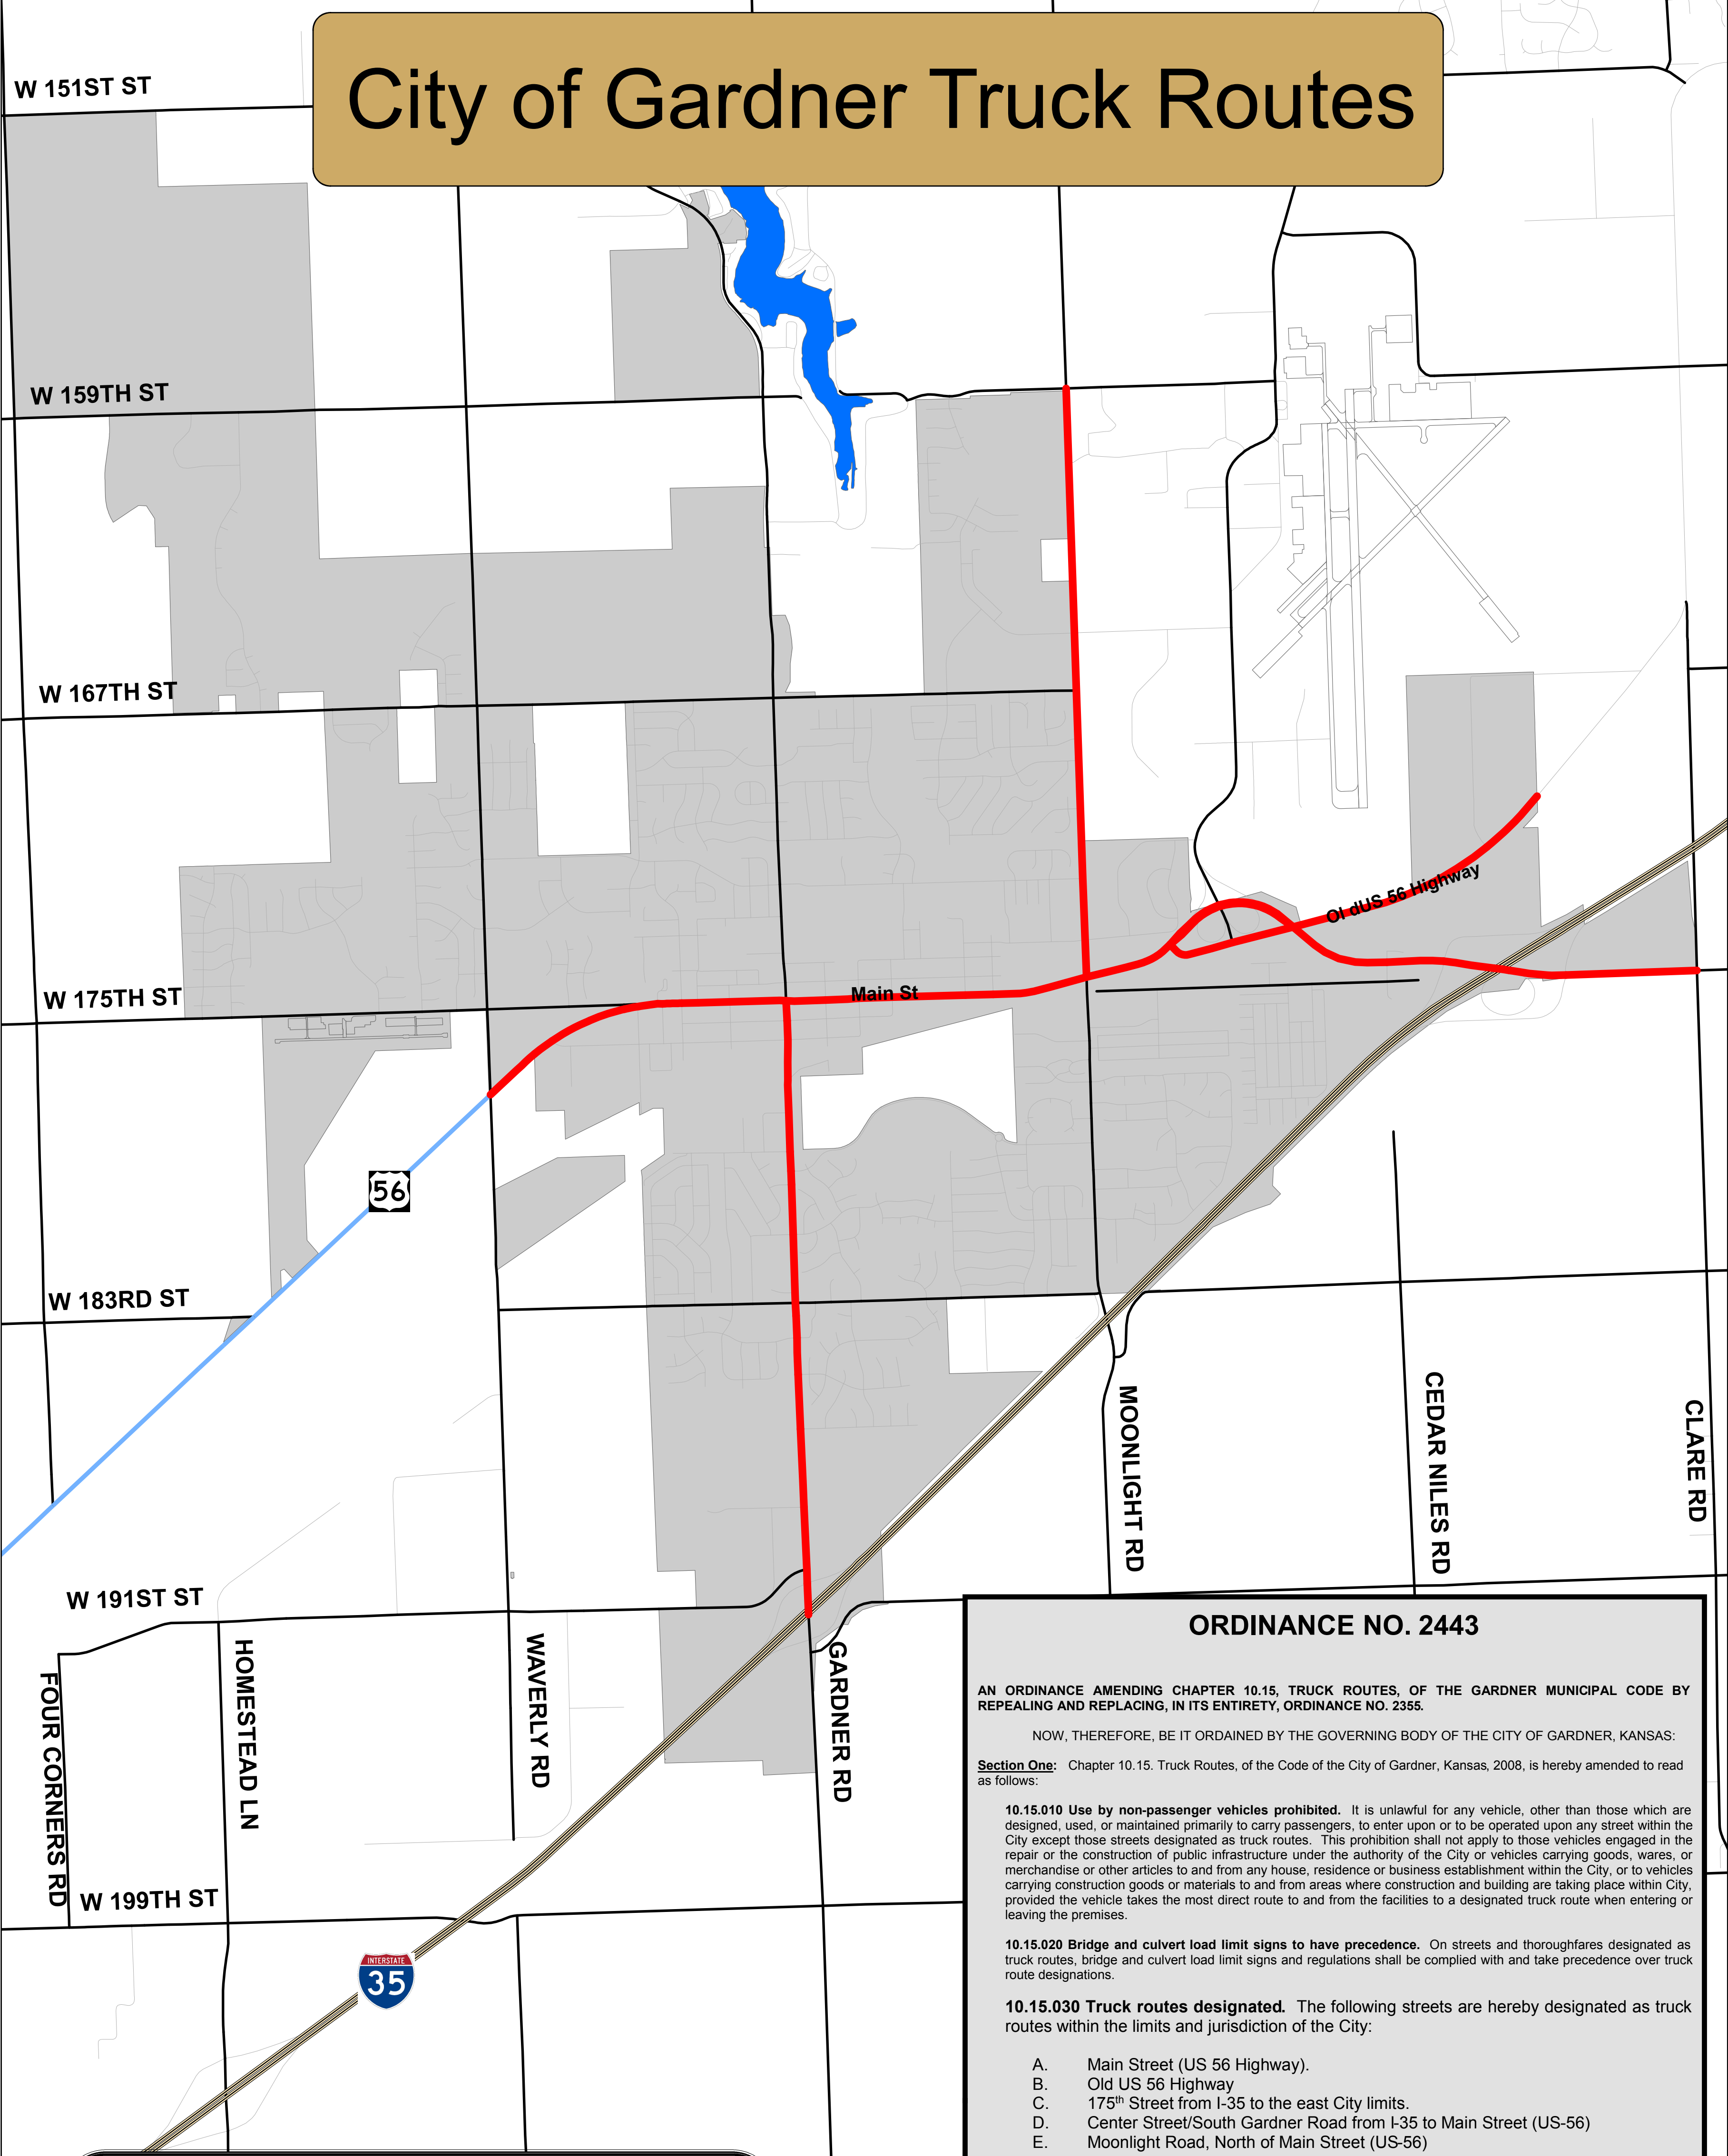 City of Gardner Truck Routes
W 151ST ST
W 159TH ST
W 167TH ST
Ol dUS 56 Highway
W 175TH ST
Main St
56
W 183RD ST
MOONLIGHT RD
CEDAR NILES RD
CLARE RD
W 191ST ST
FOUR CORNERS RD
HOMESTEAD LN
WAVERLY RD
GARDNER RD
W 199TH ST
INTERSTATE
35
ORDINANCE NO. 2443
AN ORDINANCE AMENDING CHAPTER 10.15, TRUCK ROUTES, OF THE GARDNER MUNICIPAL CODE BY
REPEALING AND REPLACING, IN ITS ENTIRETY, ORDINANCE NO. 2355.
NOW, THEREFORE, BE IT ORDAINED BY THE GOVERNING BODY OF THE CITY OF GARDNER, KANSAS:
Section One: Chapter 10.15. Truck Routes, of the Code of the City of Gardner, Kansas, 2008, is hereby amended to read
as follows:
10.15.010 Use by non-passenger vehicles prohibited. It is unlawful for any vehicle, other than those which are
designed, used, or maintained primarily to carry passengers, to enter upon or to be operated upon any street within the
City except those streets designated as truck routes. This prohibition shall not apply to those vehicles engaged in the
repair or the construction of public infrastructure under the authority of the City or vehicles carrying goods, wares, or
merchandise or other articles to and from any house, residence or business establishment within the City, or to vehicles
carrying construction goods or materials to and from areas where construction and building are taking place within City,
provided the vehicle takes the most direct route to and from the facilities to a designated truck route when entering or
leaving the premises.
10.15.020 Bridge and culvert load limit signs to have precedence. On streets and thoroughfares designated as
truck routes, bridge and culvert load limit signs and regulations shall be complied with and take precedence over truck
route designations.
10.15.030 Truck routes designated. The following streets are hereby designated as truck
routes within the limits and jurisdiction of the City:
A. Main Street (US 56 Highway).
B. Old US 56 Highway
C. 175th Street from I-35 to the east City limits.
D. Center Street/South Gardner Road from I-35 to Main Street (US-56)
E. Moonlight Road, North of Main Street (US-56)